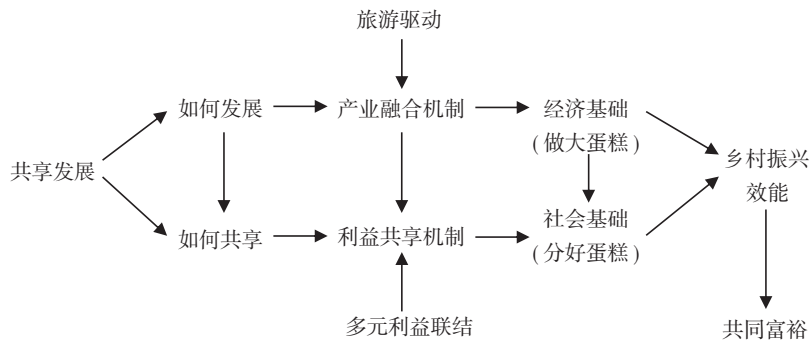 旅游驱动
如何发展
产业融合机制
经济基础
(做大蛋糕)
共享发展
乡村振兴
效能
如何共享
利益共享机制
社会基础
(分好蛋糕)
多元利益联结
共同富裕